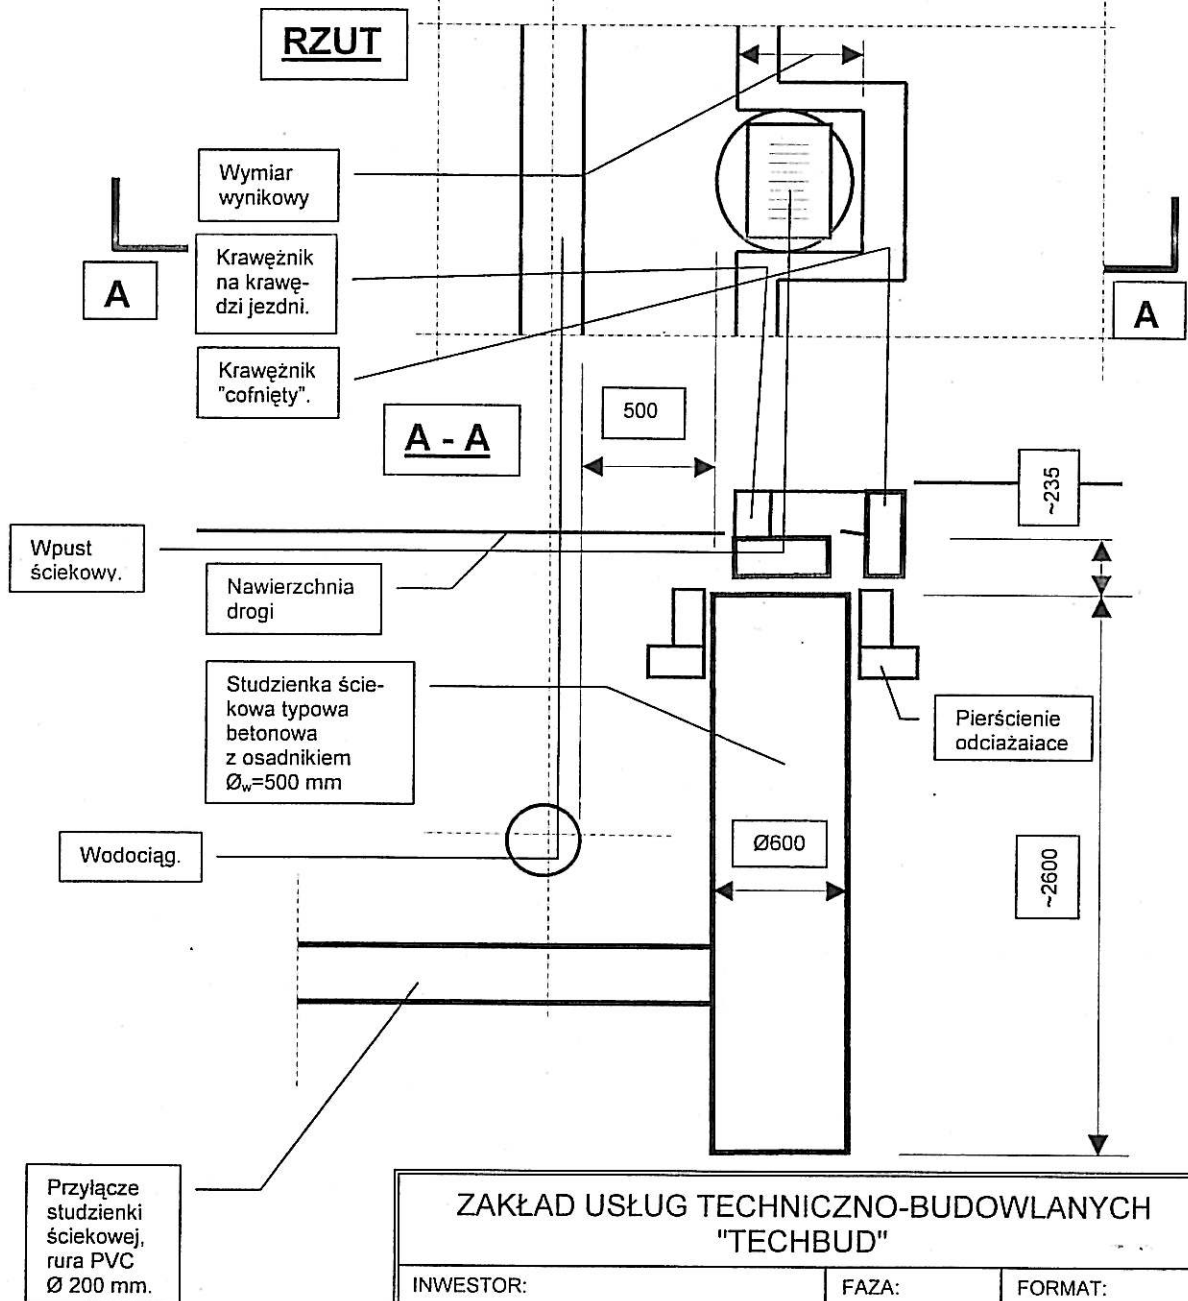 RZUT
Wymiar
wynikowy
Krawężnik
na krawę-
dzi jezdni.
A
A
Krawężnik
"cofnięty".
500
A - A
~235
Wpust
ściekowy.
Nawierzchnia
drogi
Studzienka ście-
kowa typowa
betonowa
z osadnikiem
Øw=500 mm
Pierścienie
odciażaiace
Wodociąg.
Ø600
~2600
Przyłącze
studzienki
ściekowej,
rura PVC
Ø 200 mm.
ZAKŁAD USŁUG TECHNICZNO-BUDOWLANYCH
"TECHBUD"
INWESTOR:
FAZA:
FORMAT: